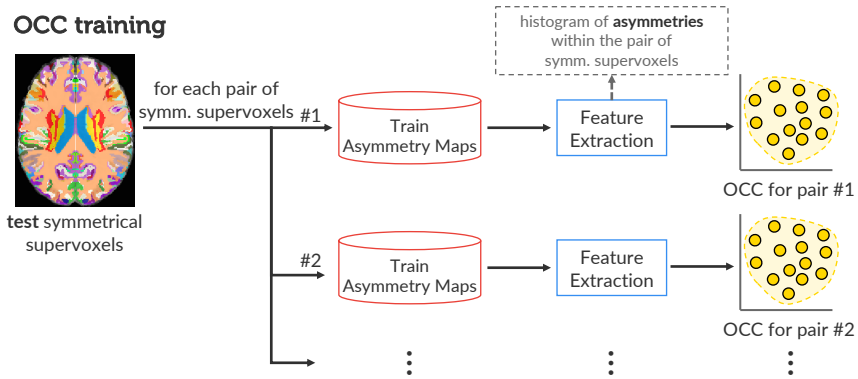 OCC training
histogram of asymmetries
within the pair of
symm. supervoxels
for each pair of
symm. supervoxels
#1
Train
Asymmetry Maps
Feature
Extraction
OCC for pair #1
test symmetrical
supervoxels
#2
Train
Asymmetry Maps
Feature
Extraction
OCC for pair #2